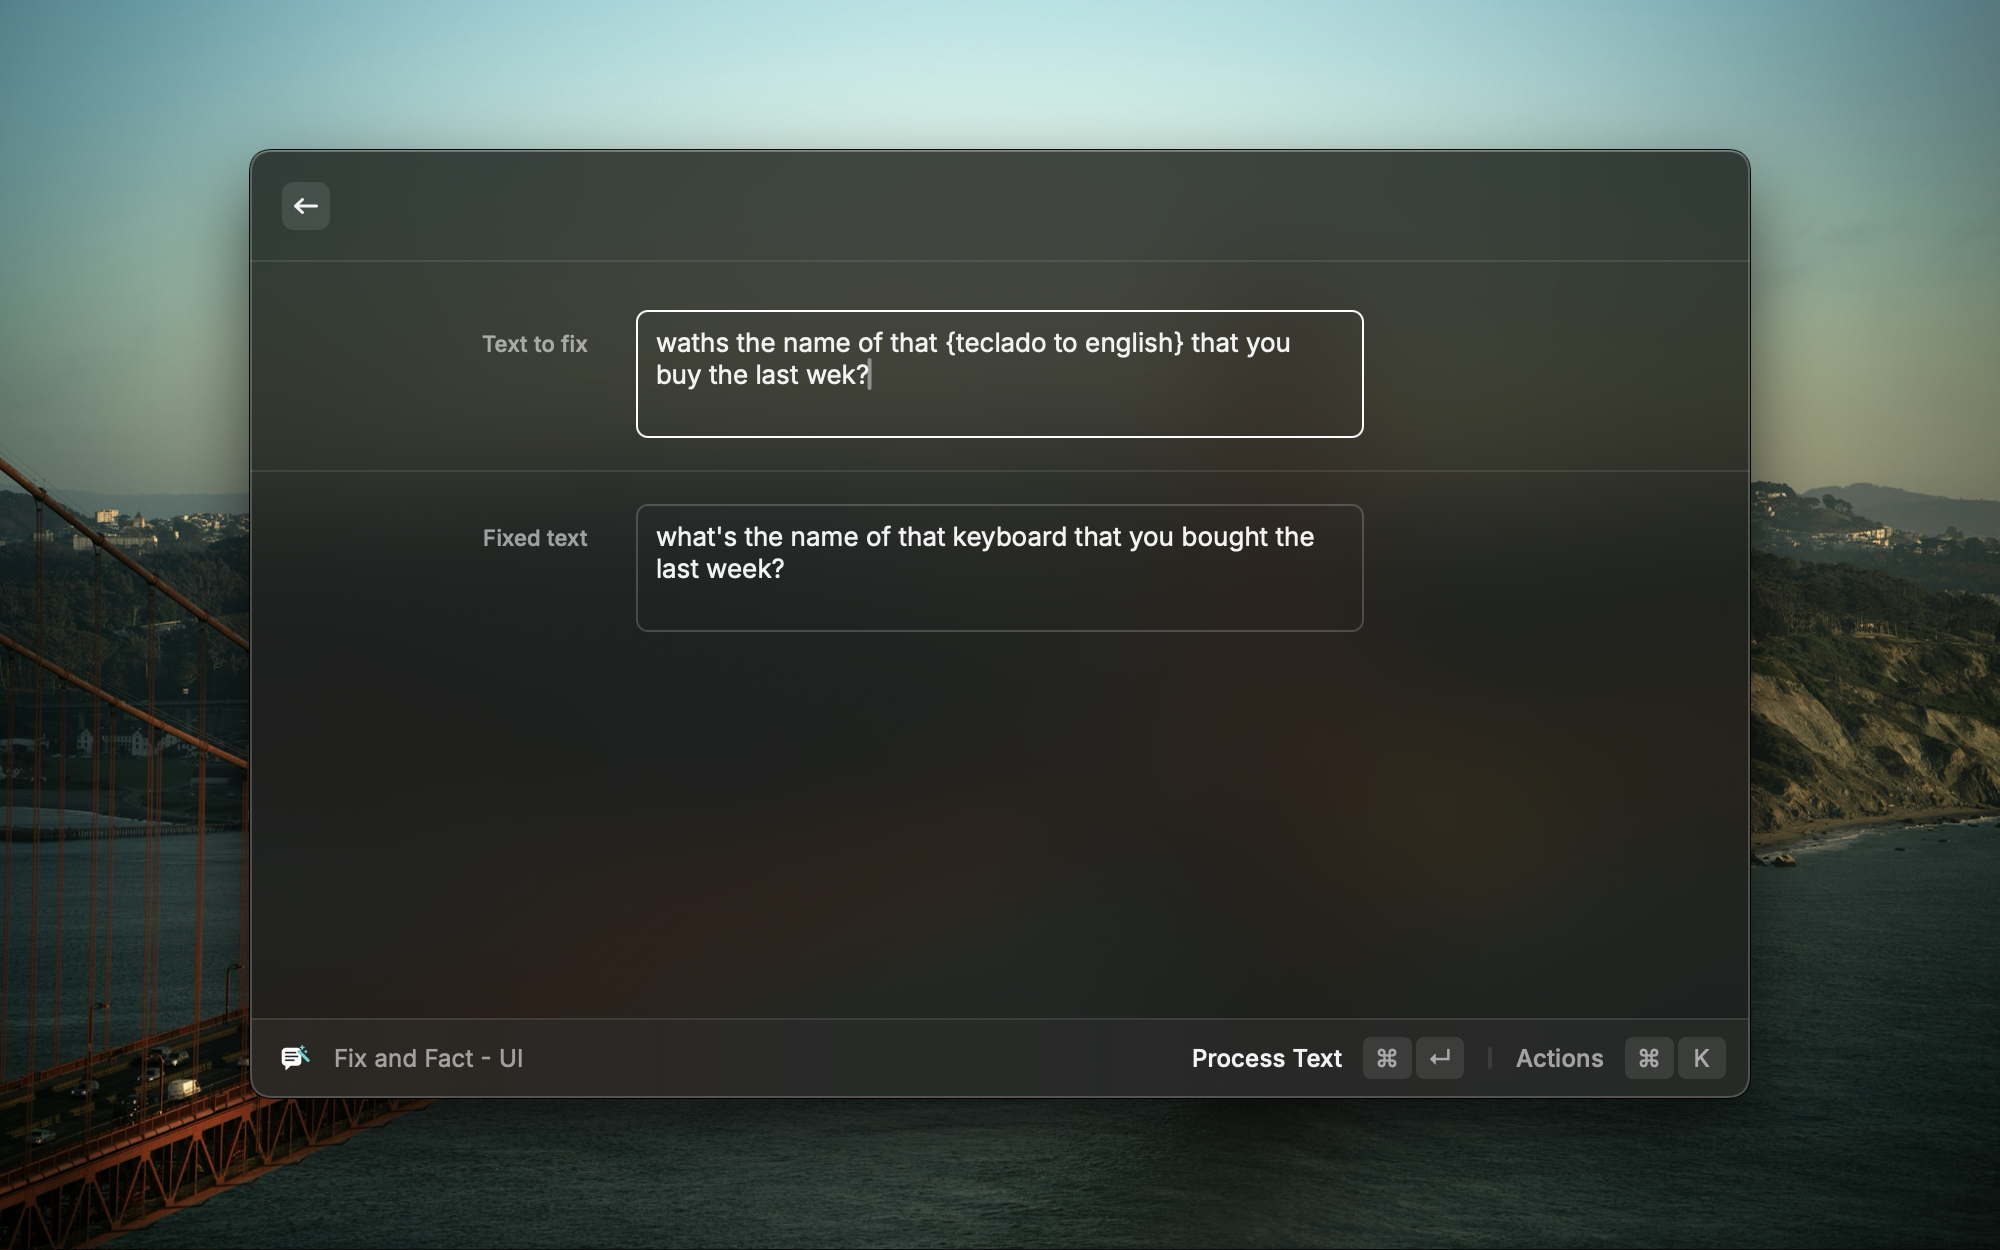 Text to fix
waths the name of that {teclado to english} that you
buy the last wek?
Fixed text
what's the name of that keyboard that you bought the
last week?
Fix and Fact - UI
Process Text ⌘ ↵ Actions ⌘ K